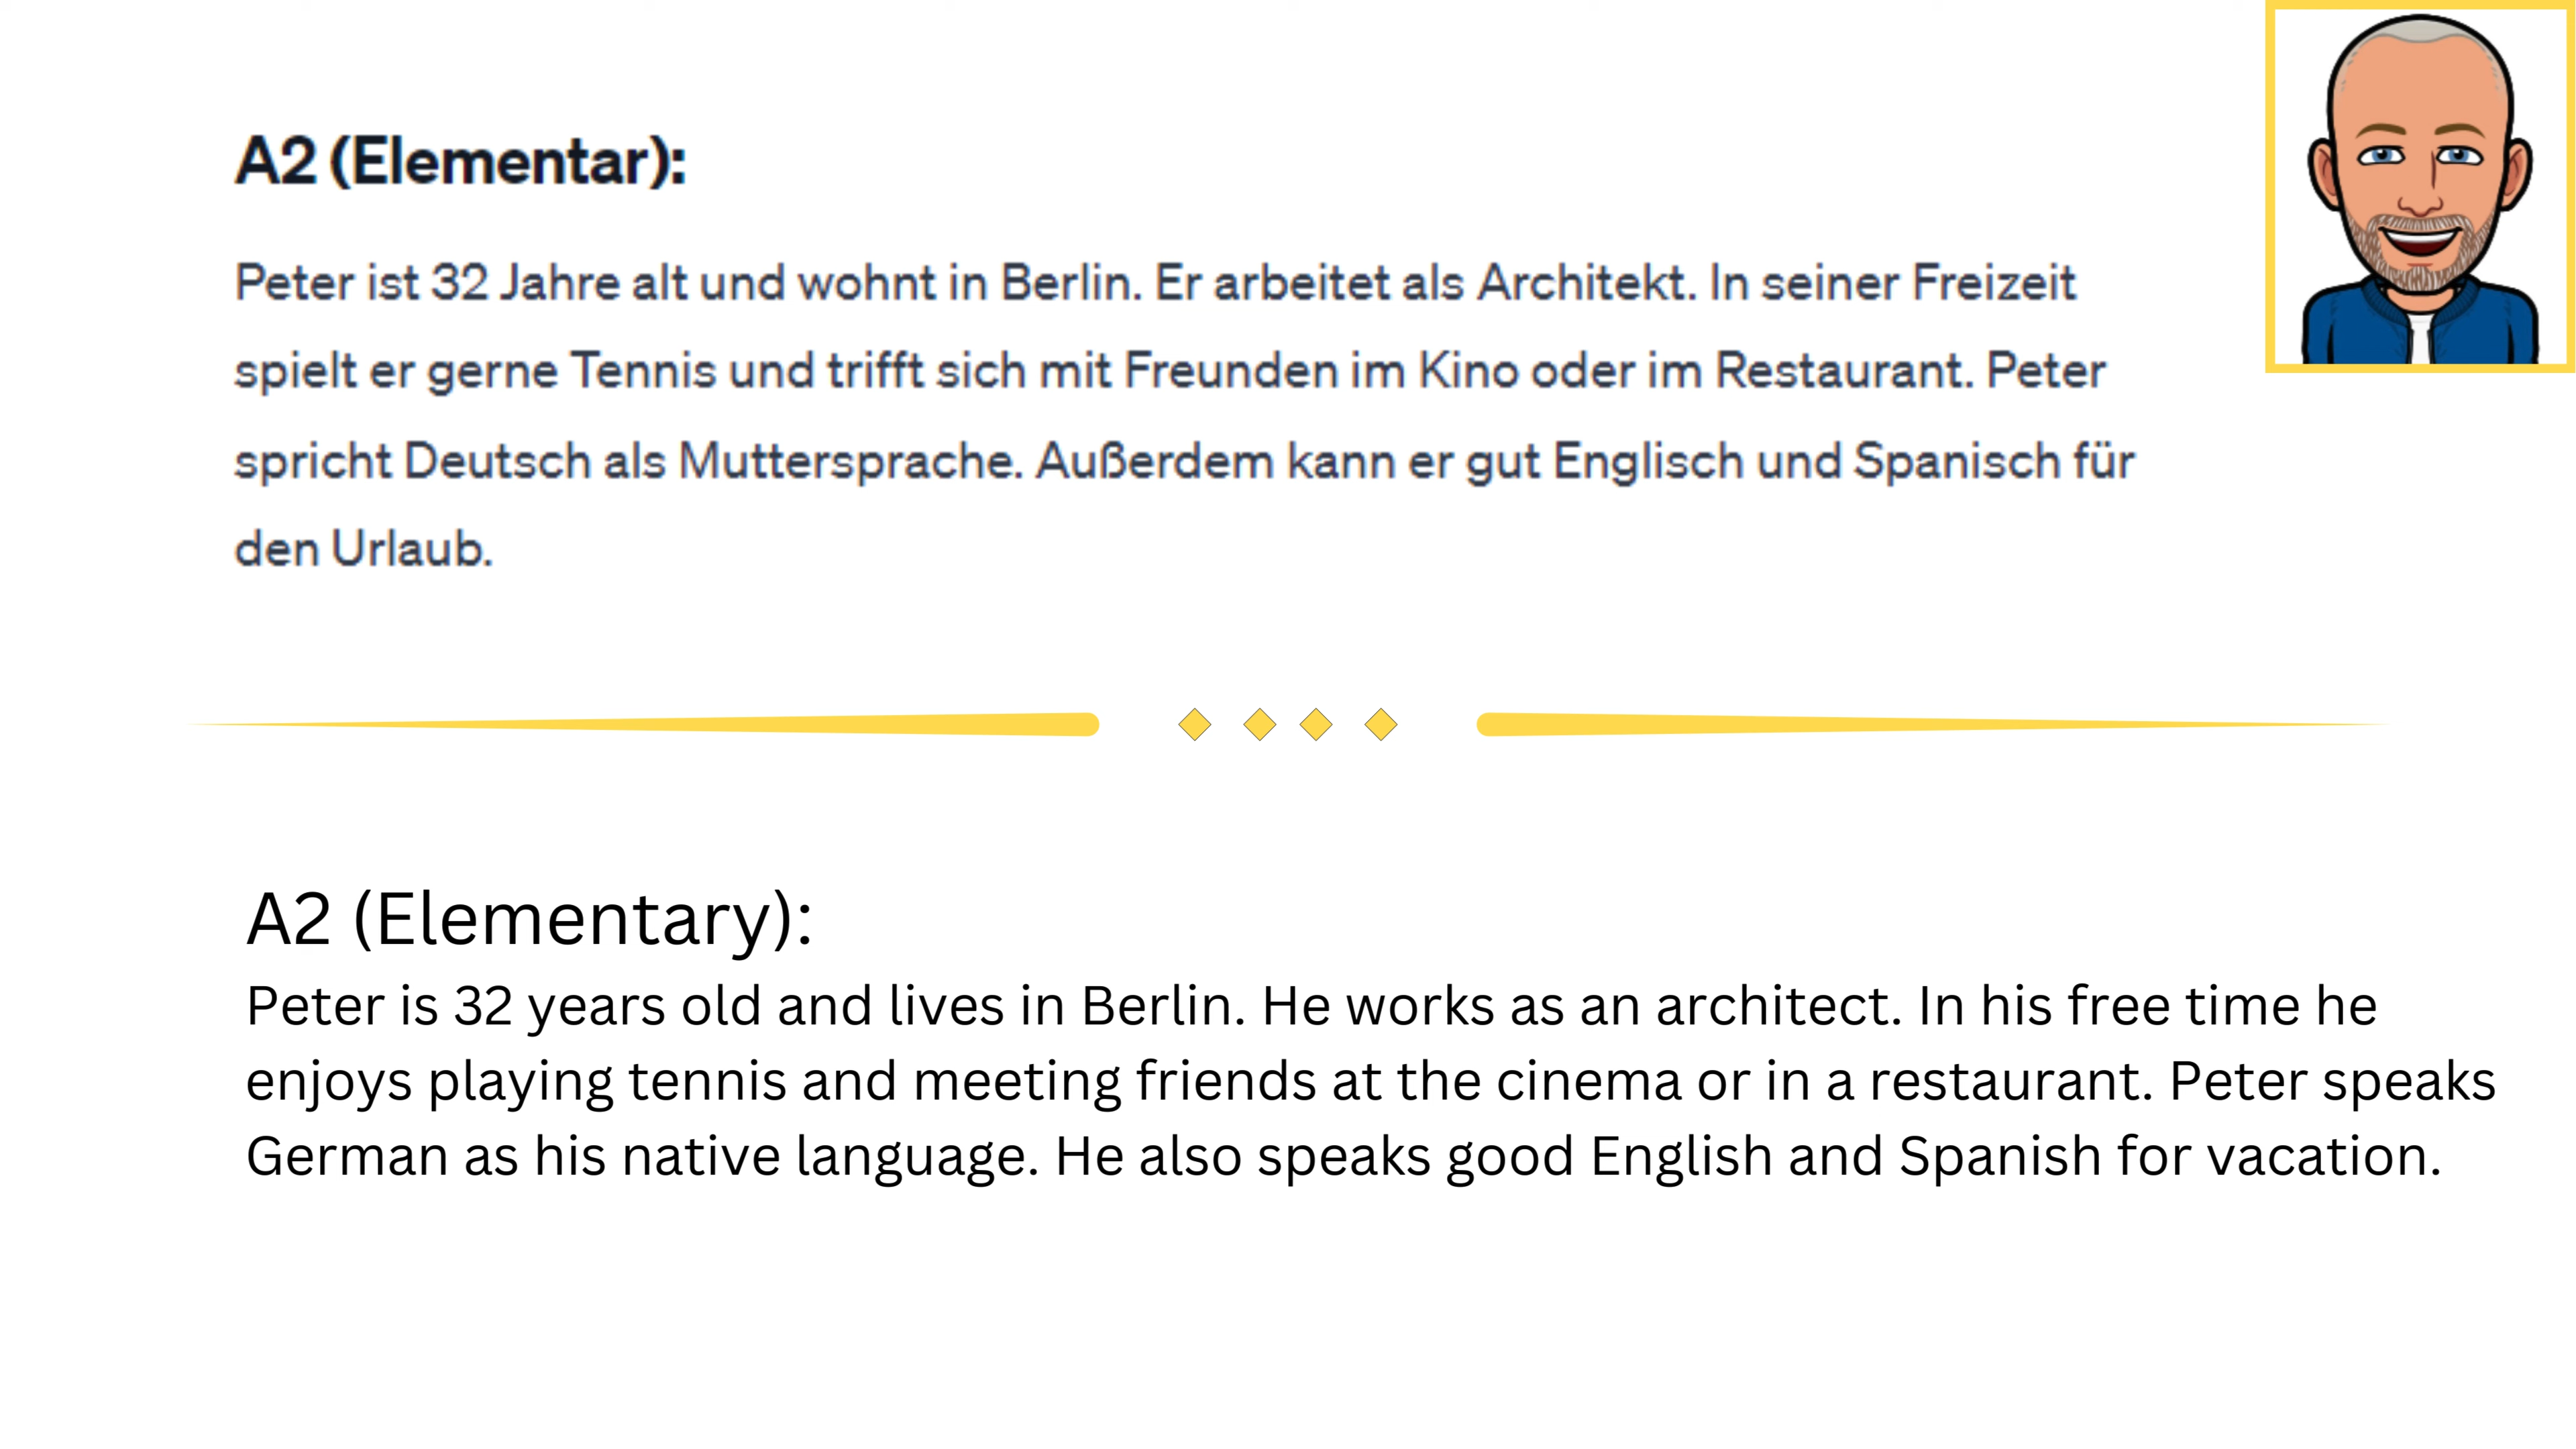 A2 (Elementar):
Peter ist 32 Jahre alt und wohnt in Berlin. Er arbeitet als Architekt. In seiner Freizeit
spielt er gerne Tennis und trifft sich mit Freunden im Kino oder im Restaurant. Peter
spricht Deutsch als Muttersprache. Außerdem kann er gut Englisch und Spanisch für
den Urlaub.
A2 (Elementary):
Peter is 32 years old and lives in Berlin. He works as an architect. In his free time he
enjoys playing tennis and meeting friends at the cinema or in a restaurant. Peter speaks
German as his native language. He also speaks good English and Spanish for vacation.